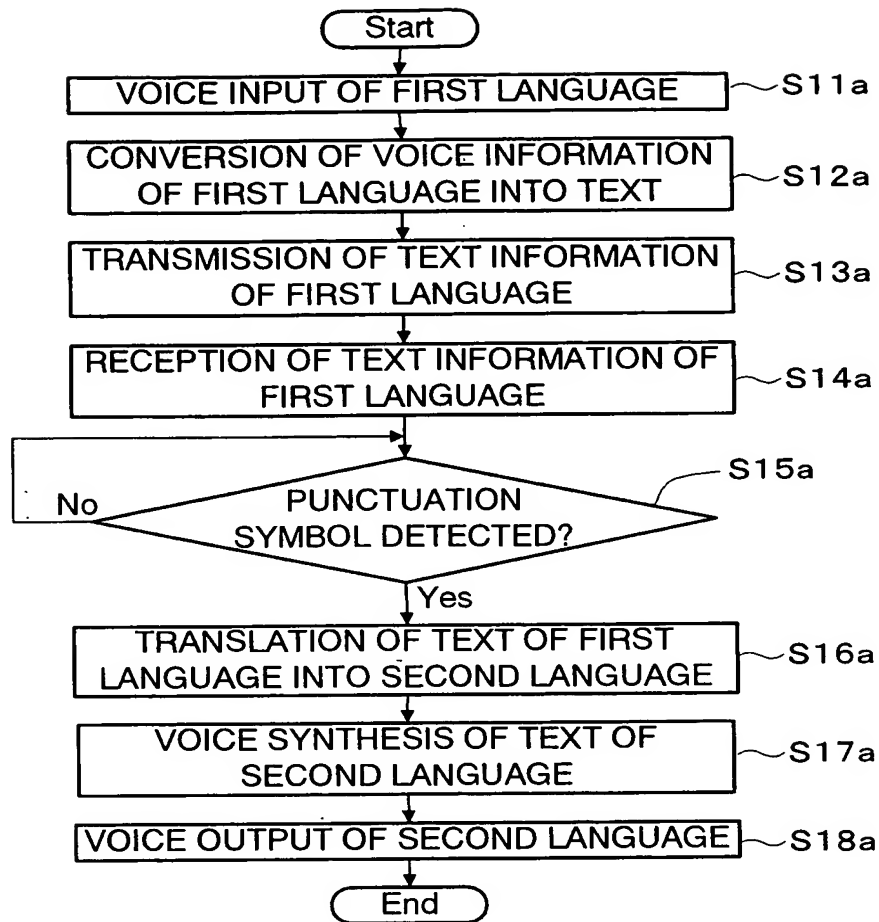 Start
VOICE INPUT OF FIRST LANGUAGE
S11a
CONVERSION OF VOICE INFORMATION
OF FIRST LANGUAGE INTO TEXT
S12a
TRANSMISSION OF TEXT INFORMATION
OF FIRST LANGUAGE
S13a
RECEPTION OF TEXT INFORMATION OF
FIRST LANGUAGE
S14a
S15a
No
PUNCTUATION
SYMBOL DETECTED?
Yes
TRANSLATION OF TEXT OF FIRST
LANGUAGE INTO SECOND LANGUAGE
S16a
VOICE SYNTHESIS OF TEXT OF
SECOND LANGUAGE
S17a
VOICE OUTPUT OF SECOND LANGUAGE
S18a
End